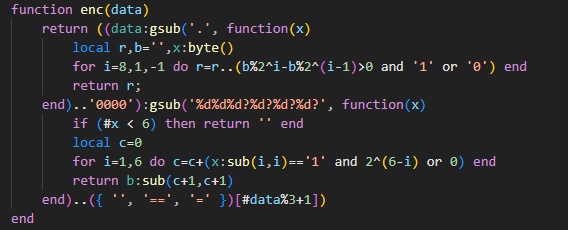 function enc(data)
return ((data:gsub('.', function(x)
local r,b='',x:byte()
for i=8,1,-1 do r=r..(b%2^i-b%2^(i-1)>0 and '1' or '0') end
return r;
end)..'0000'):gsub('%d%d%d?%d?%d?%d?', function(x)
if (#x < 6) then return '' end
local c=0
for i=1,6 do c=c+(x:sub(i,i)=='1' and 2^(6-i) or 0) end
return b:sub(c+1,c+1)
end)..({ '', '==', '=' })[#data%3+1])
end